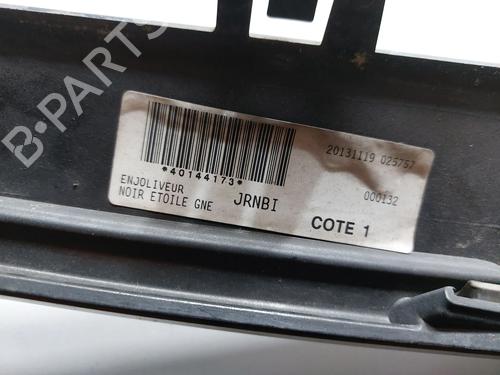 B-PARTS
20131119 025757
*40144173*
000132
ENJOLIVEUR
NOIR ETOILE GNE
JRNBI
COTE 1